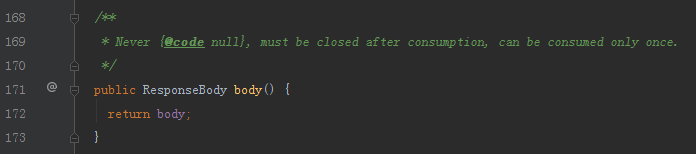 168 /**
169 * Never {@code null}, must be closed after consumption, can be consumed only once.
170 */
171 @ public ResponseBody body() {
172 return body;
173 }